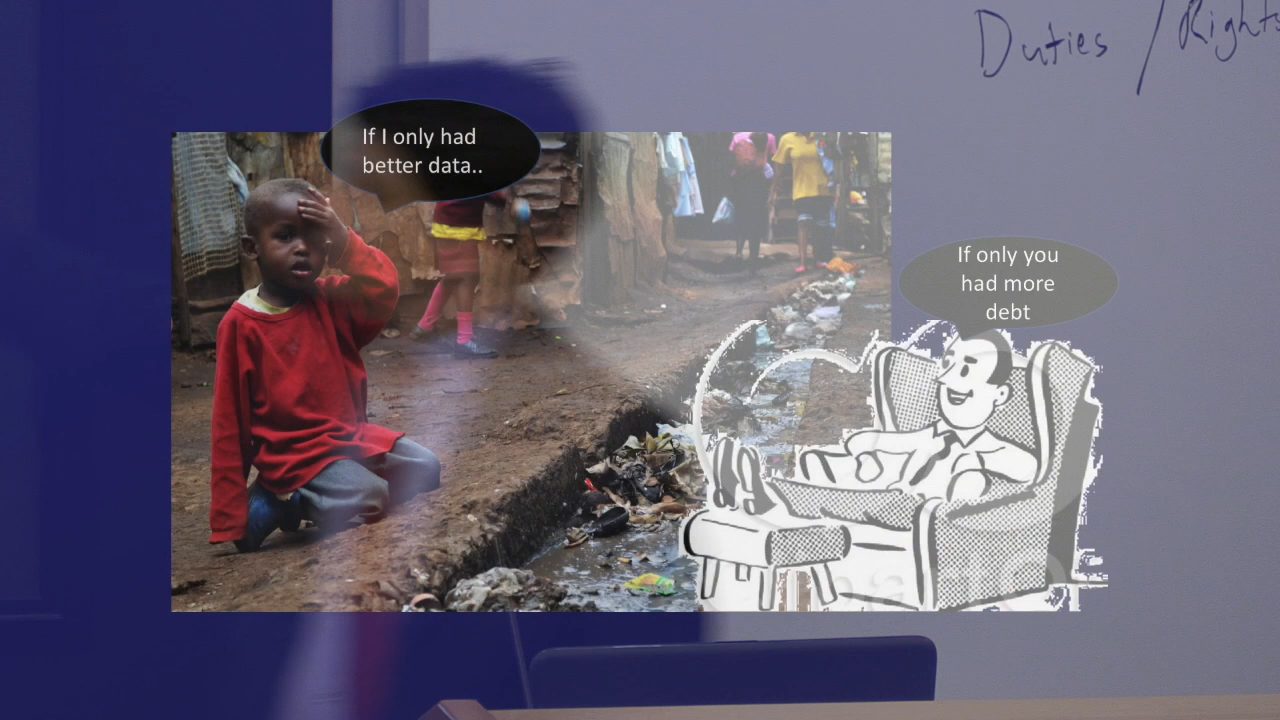 Duties / Rights
If I only had
better data..
If only you
had more
debt